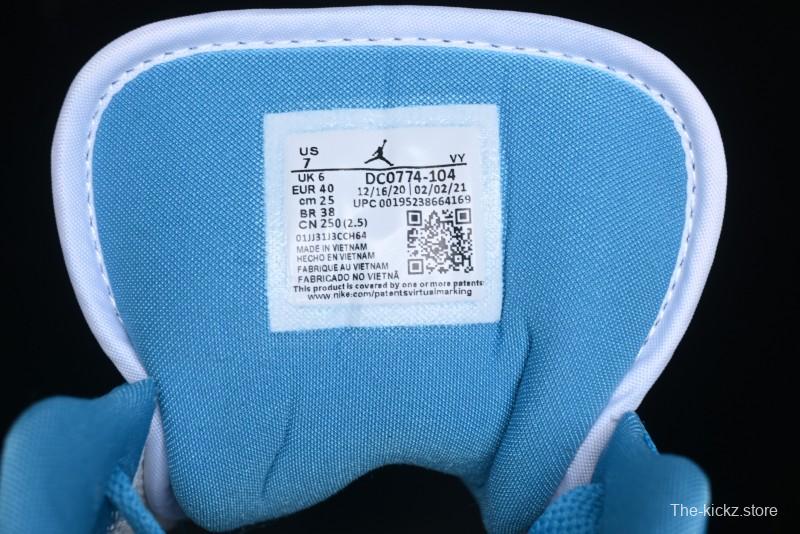 US
7
VY
UK 6
DC0774-104
EUR 40
12/16/20 | 02/02/21
cm 25
UPC 00195238664169
BR 38
CN 250 (2.5)
01JJ31J3CCH64
MADE IN VIETNAM
HECHO EN VIETNAM
FABRIQUE AU VIETNAM
FABRICADO NO VIETNÃ
This product is covered by one or more patents:
www.nike.com/patentsvirtualmarking
The-kickz.store